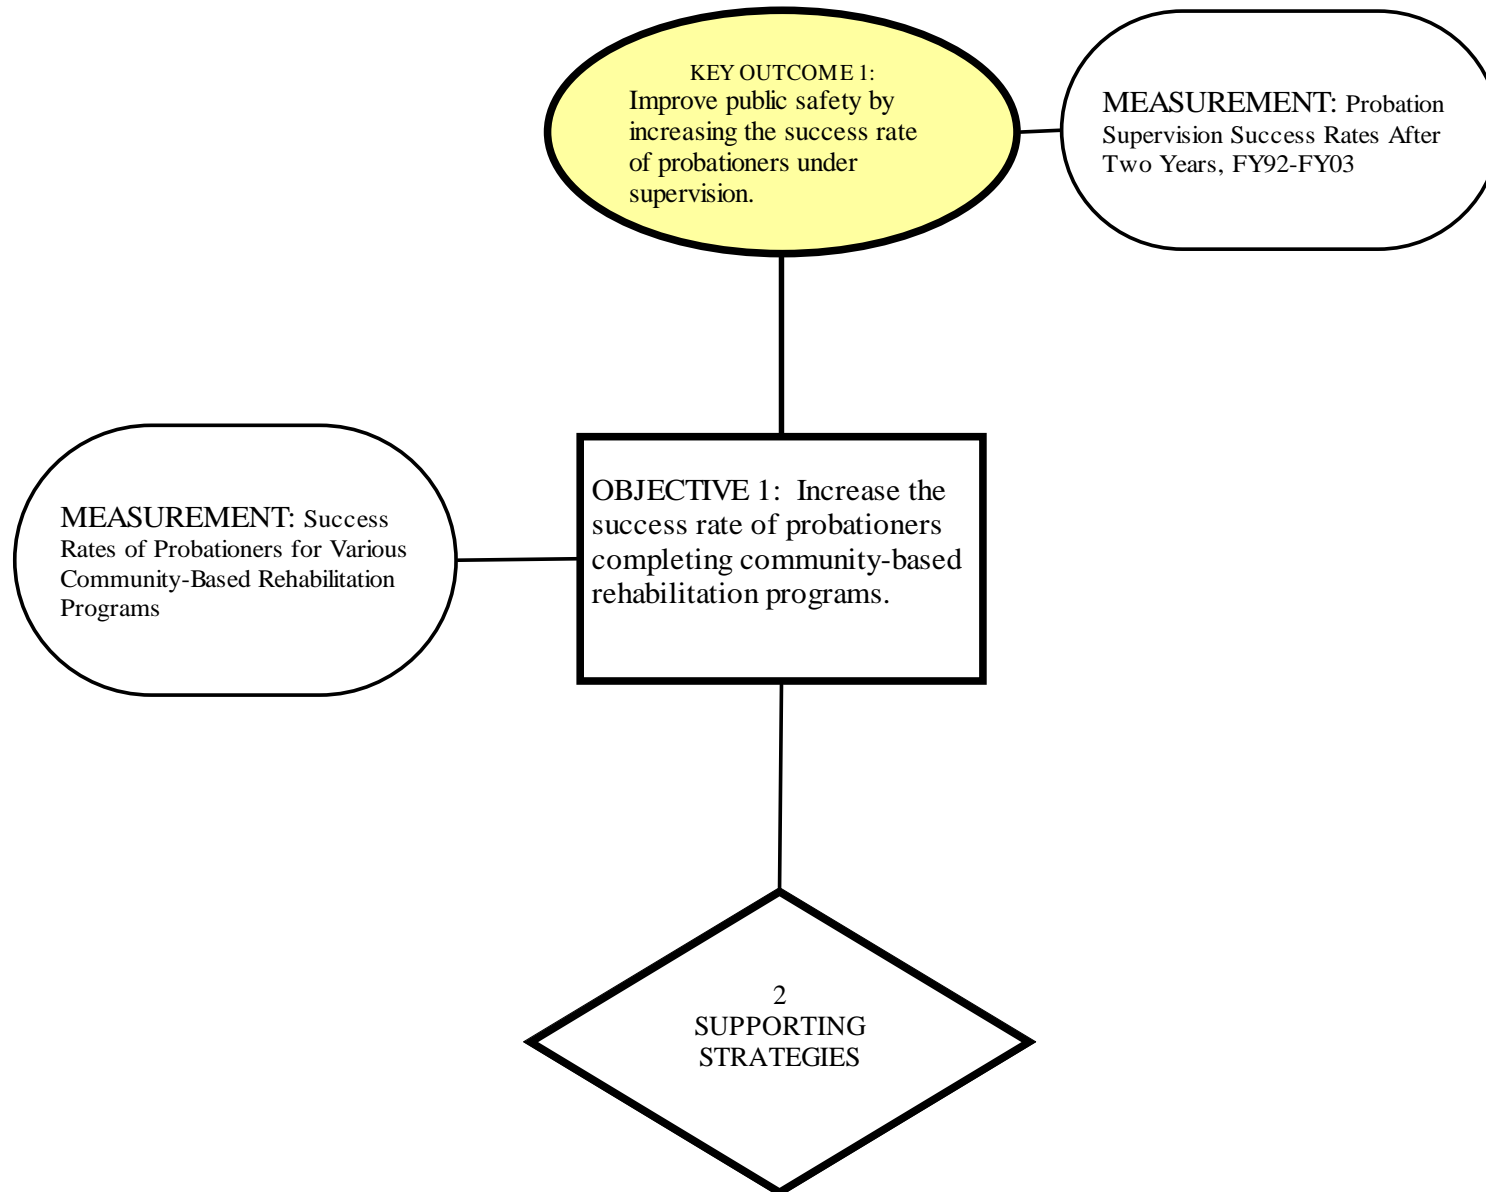 KEY OUTCOME 1:
Improve public safety by
increasing the success rate
of probationers under
supervision.
MEASUREMENT: Probation
Supervision Success Rates After
Two Years, FY92-FY03
MEASUREMENT: Success
Rates of Probationers for Various
Community-Based Rehabilitation
Programs
OBJECTIVE 1:  Increase the
success rate of probationers
completing community-based
rehabilitation programs.
2
SUPPORTING
STRATEGIES